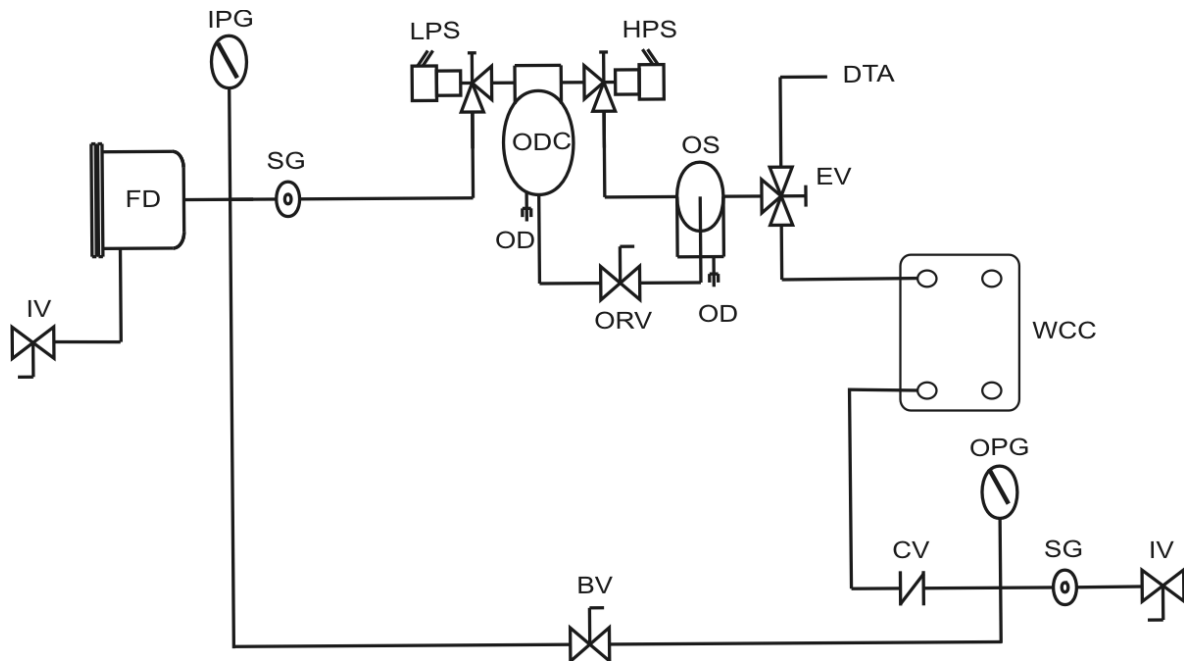 IPG
LPS
HPS
DTA
ODC
SG
OS
FD
EV
OD
IV
ORV
OD
WCC
OPG
CV
SG
IV
BV